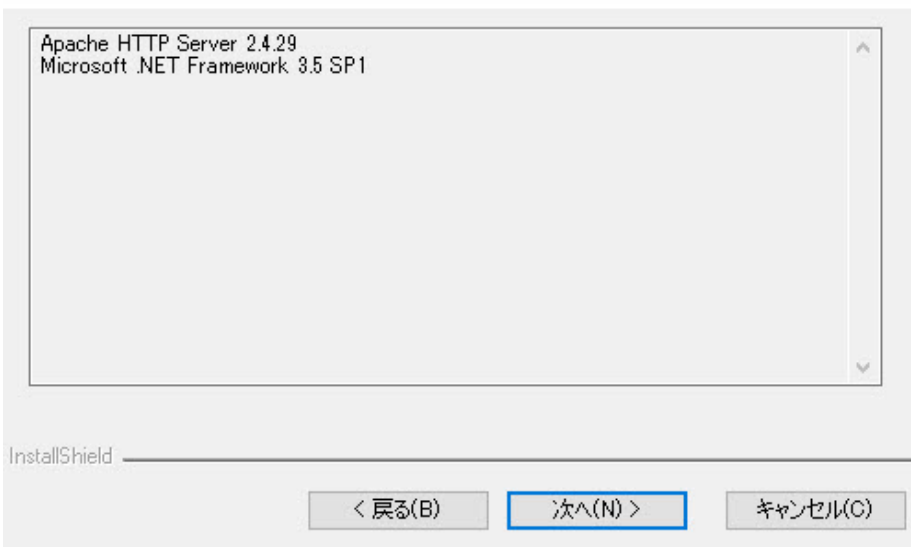 Apache HTTP Server 2.4.29
Microsoft .NET Framework 3.5 SP1
InstallShield
< 戻る(B)
次へ(N) >
キャンセル(C)